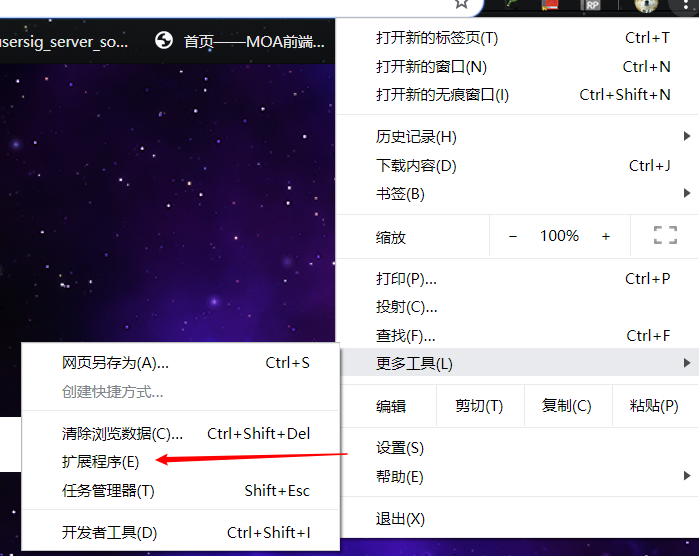 usersig_server_so... 首页——MOA前端...
RP
打开新的标签页(T) Ctrl+T
打开新的窗口(N) Ctrl+N
打开新的无痕窗口(I) Ctrl+Shift+N
历史记录(H)
下载内容(D) Ctrl+J
书签(B)
缩放 − 100% +
打印(P)... Ctrl+P
投射(C)...
查找(F)... Ctrl+F
更多工具(L)
编辑 剪切(T) 复制(C) 粘贴(P)
设置(S)
帮助(E)
退出(X)
网页另存为(A)... Ctrl+S
创建快捷方式...
清除浏览数据(C)... Ctrl+Shift+Del
扩展程序(E)
任务管理器(T) Shift+Esc
开发者工具(D) Ctrl+Shift+I